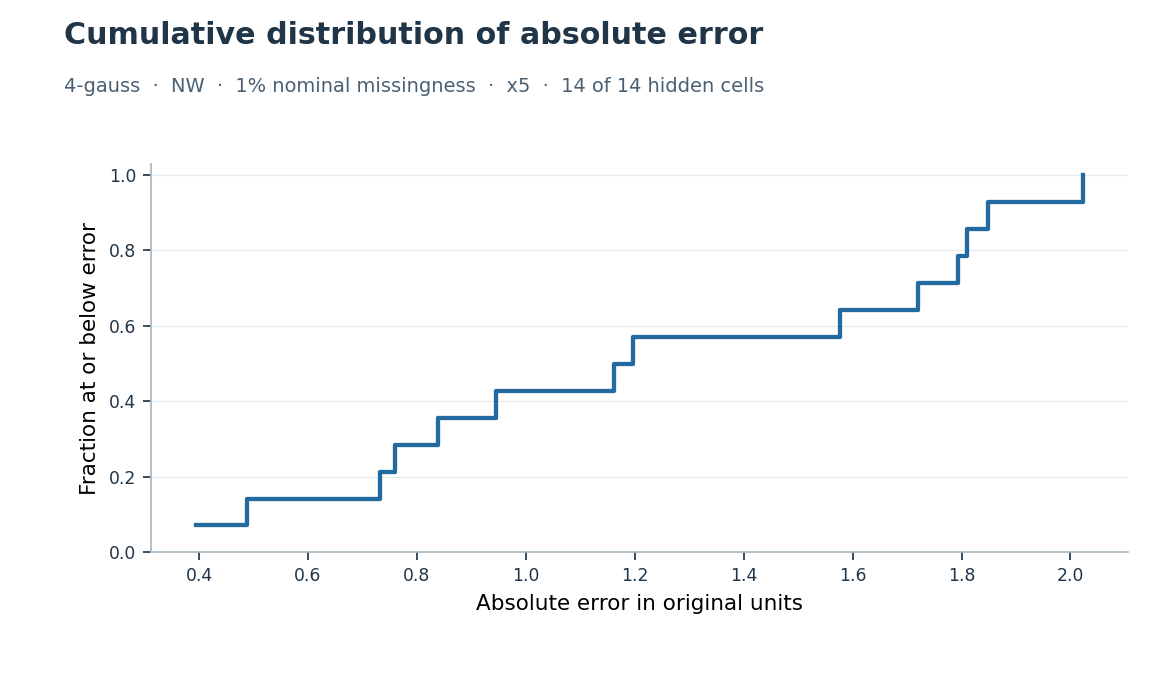 Cumulative distribution of absolute error
4-gauss · NW · 1% nominal missingness · x5 · 14 of 14 hidden cells
Fraction at or below error
1.0
0.8
0.6
0.4
0.2
0.0
0.4 0.6 0.8 1.0 1.2 1.4 1.6 1.8 2.0
Absolute error in original units